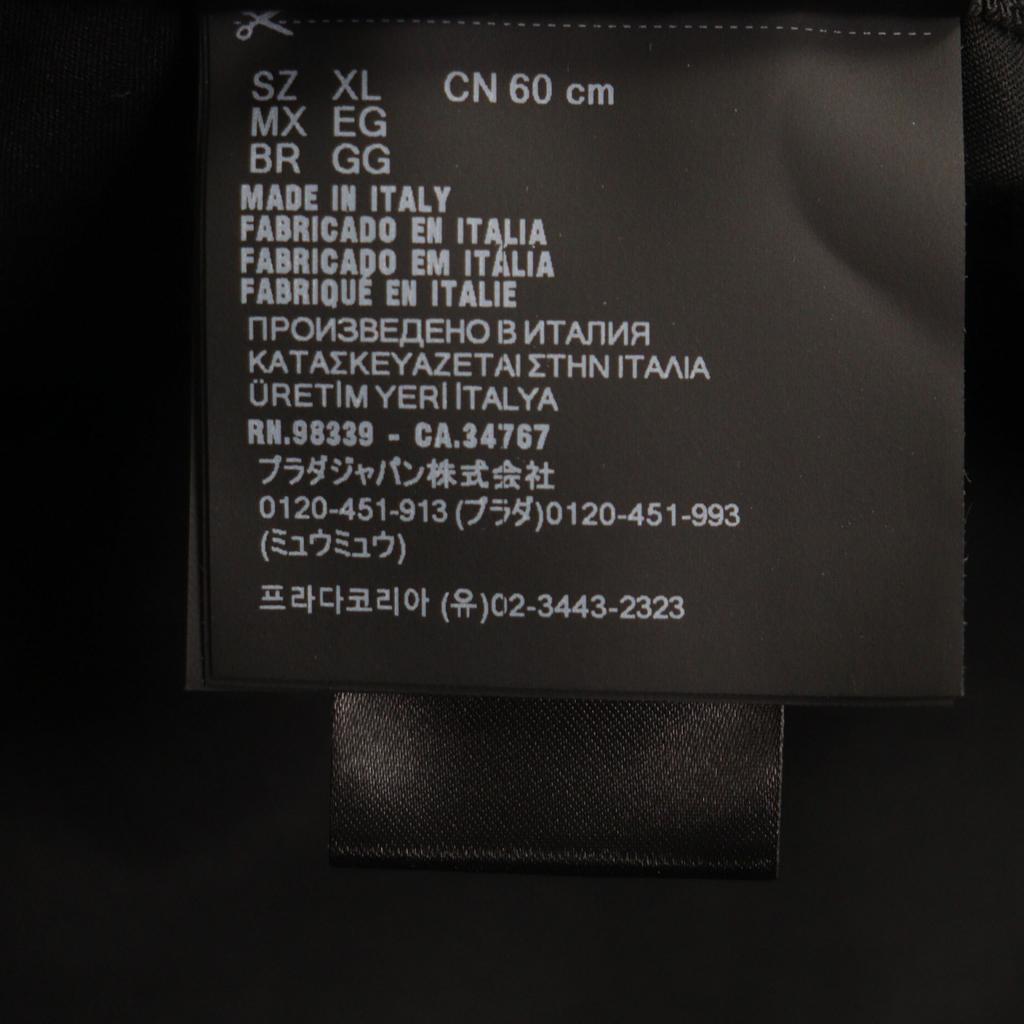 SZ XL CN 60 cm
MX EG
BR GG
MADE IN ITALY
FABRICADO EN ITALIA
FABRICADO EM ITÁLIA
FABRIQUÉ EN ITALIE
ПРОИЗВЕДЕНО В ИТАЛИЯ
ΚΑΤΑΣΚΕΥΑΖΕΤΑΙ ΣΤΗΝ ΙΤΑΛΙΑ
ÜRETİM YERİ İTALYA
RN.98339 - CA.34767
プラダジャパン株式会社
0120-451-913 (プラダ)0120-451-993
(ミュウミュウ)
프라다코리아 (유)02-3443-2323